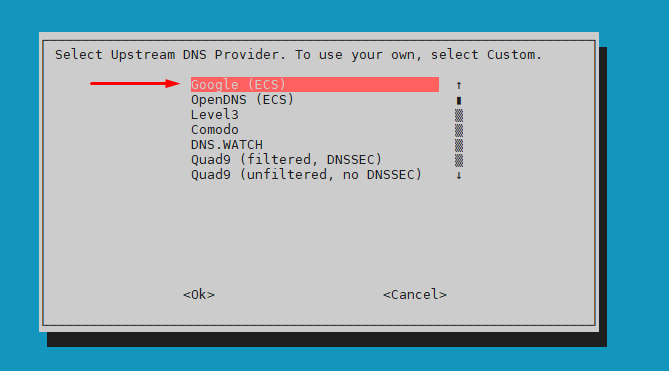 Select Upstream DNS Provider. To use your own, select Custom.
Google (ECS)
OpenDNS (ECS)
Level3
Comodo
DNS.WATCH
Quad9 (filtered, DNSSEC)
Quad9 (unfiltered, no DNSSEC)
<Ok> <Cancel>